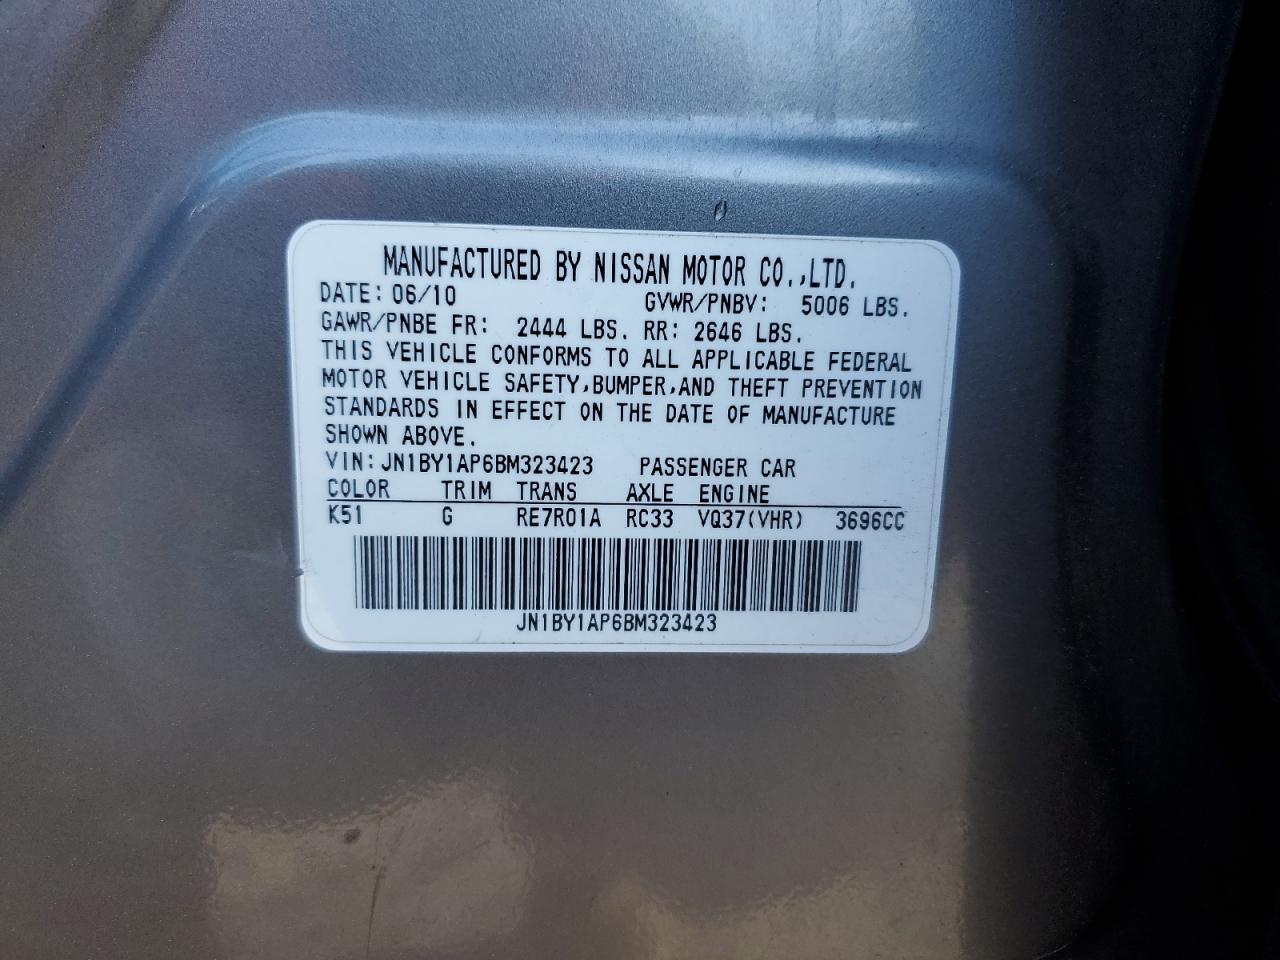 MANUFACTURED BY NISSAN MOTOR CO.,LTD.
DATE: 06/10 GVWR/PNBV: 5006 LBS.
GAWR/PNBE FR: 2444 LBS. RR: 2646 LBS.
THIS VEHICLE CONFORMS TO ALL APPLICABLE FEDERAL
MOTOR VEHICLE SAFETY,BUMPER,AND THEFT PREVENTION
STANDARDS IN EFFECT ON THE DATE OF MANUFACTURE
SHOWN ABOVE.
VIN:JN1BY1AP6BM323423 PASSENGER CAR
COLOR TRIM TRANS AXLE ENGINE
K51 G RE7R01A RC33 VQ37(VHR) 3696CC
JN1BY1AP6BM323423